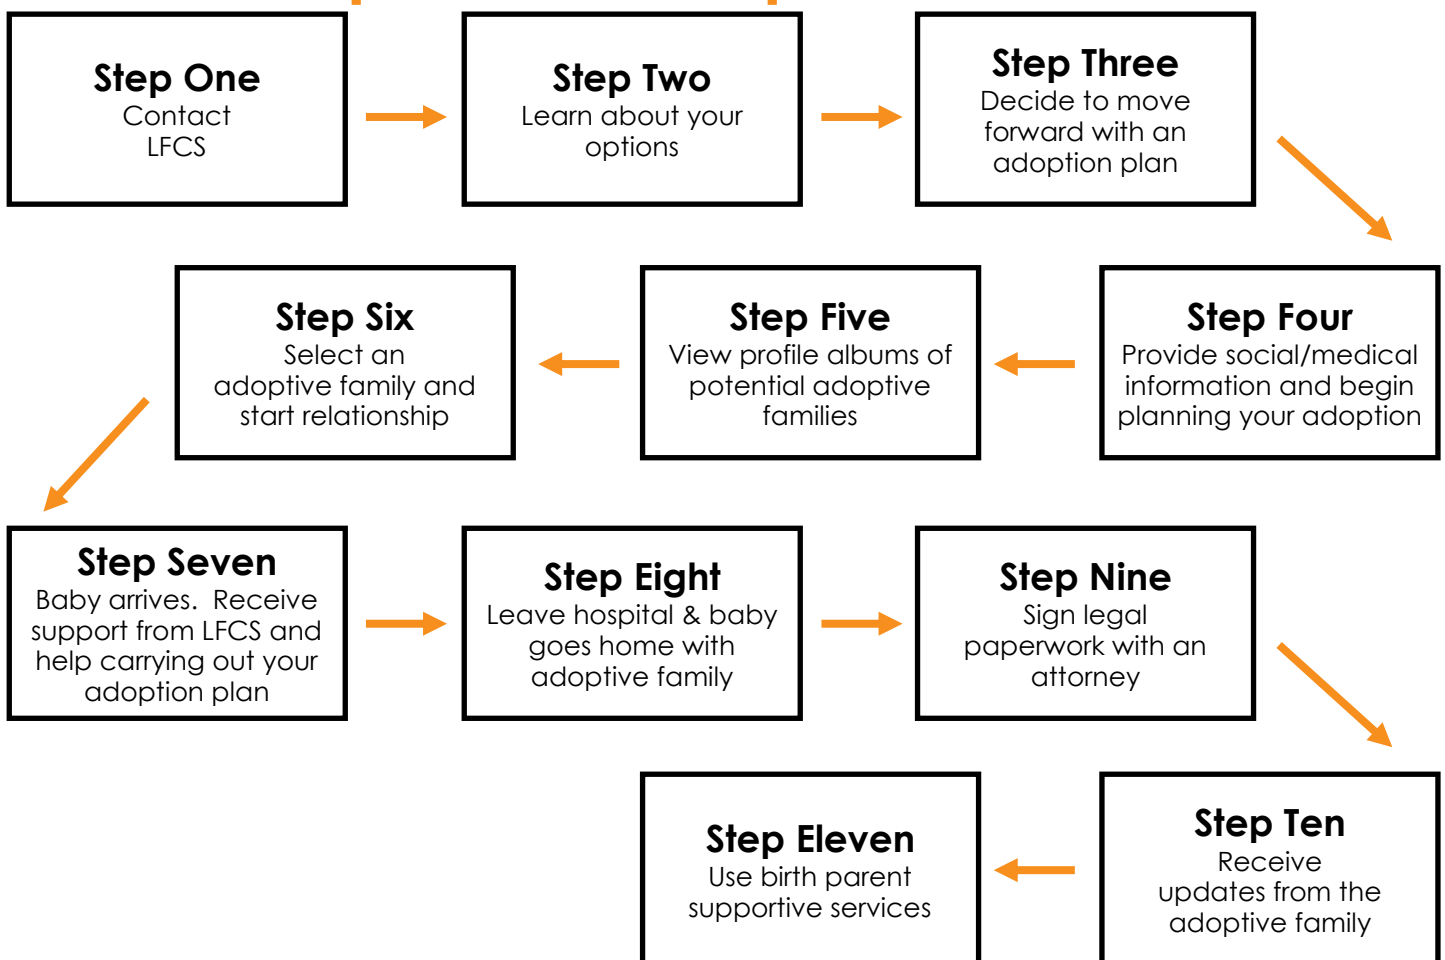 Step One
Contact
LFCS
Step Two
Learn about your
options
Step Three
Decide to move
forward with an
adoption plan
Step Four
Provide social/medical
information and begin
planning your adoption
Step Five
View profile albums of
potential adoptive
families
Step Six
Select an
adoptive family and
start relationship
Step Seven
Baby arrives.  Receive
support from LFCS and
help carrying out your
adoption plan
Step Eight
Leave hospital & baby
goes home with
adoptive family
Step Nine
Sign legal
paperwork with an
attorney
Step Ten
Receive
updates from the
adoptive family
Step Eleven
Use birth parent
supportive services